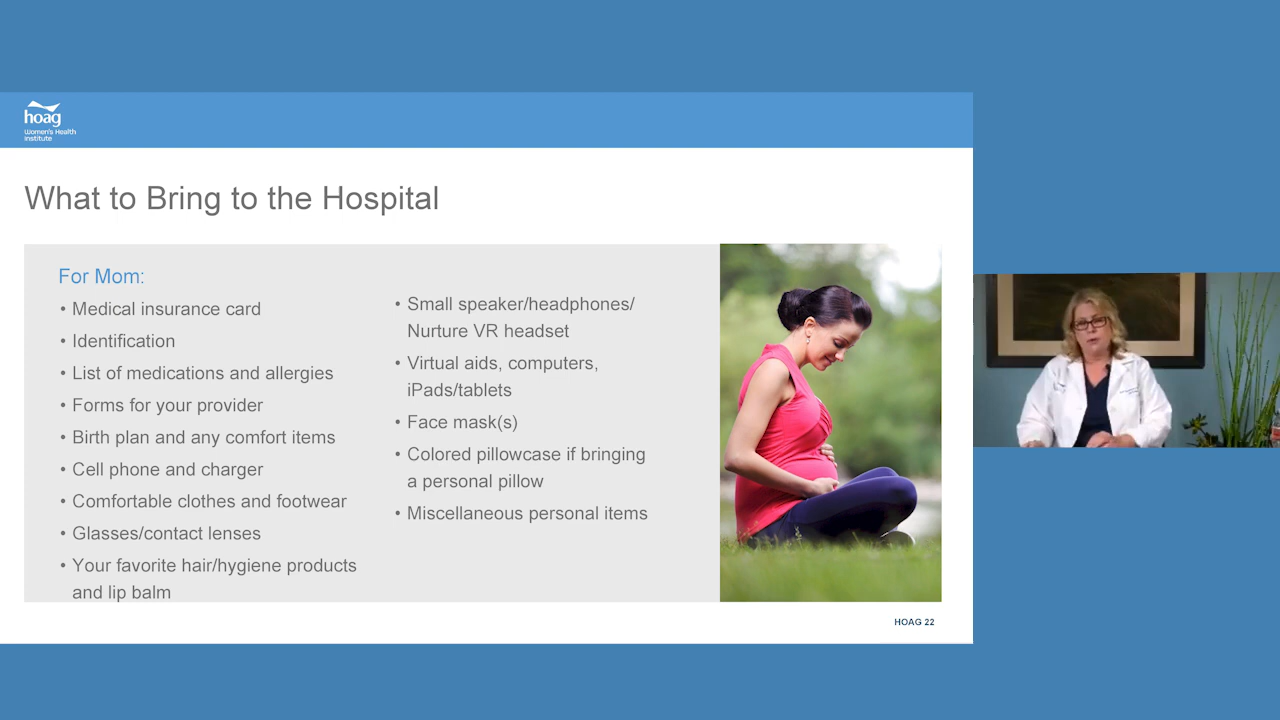 hoag
Women's Health
Institute
What to Bring to the Hospital
For Mom:
• Medical insurance card
• Identification
• List of medications and allergies
• Forms for your provider
• Birth plan and any comfort items
• Cell phone and charger
• Comfortable clothes and footwear
• Glasses/contact lenses
• Your favorite hair/hygiene products
and lip balm
• Small speaker/headphones/
Nurture VR headset
• Virtual aids, computers,
iPads/tablets
• Face mask(s)
• Colored pillowcase if bringing
a personal pillow
• Miscellaneous personal items
HOAG 22